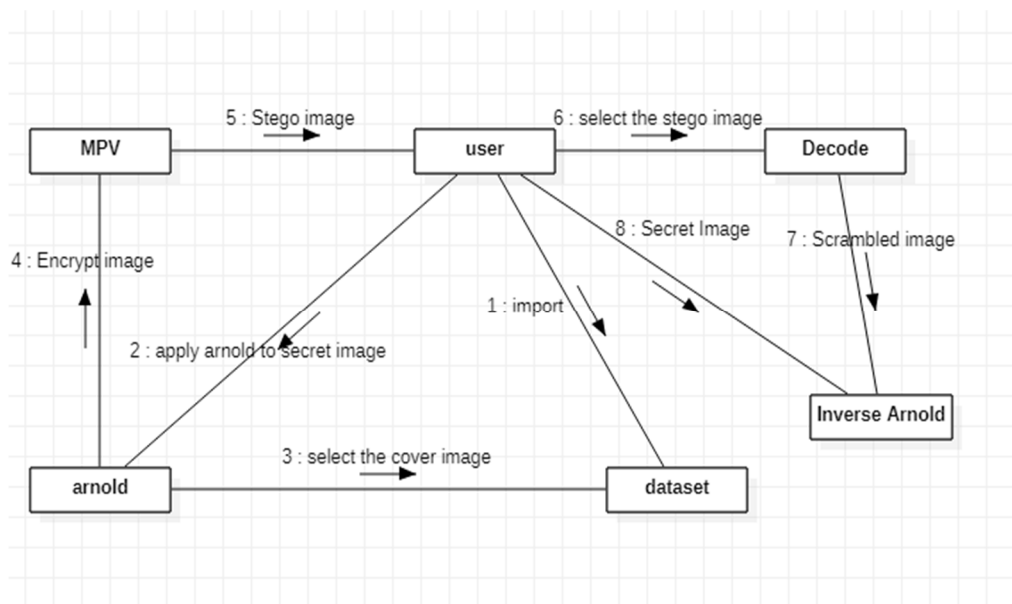 5 : Stego image
6 : select the stego image
MPV
user
Decode
8 : Secret Image
7 : Scrambled image
4 : Encrypt image
1 : import
2 : apply arnold to secret image
Inverse Arnold
3 : select the cover image
arnold
dataset